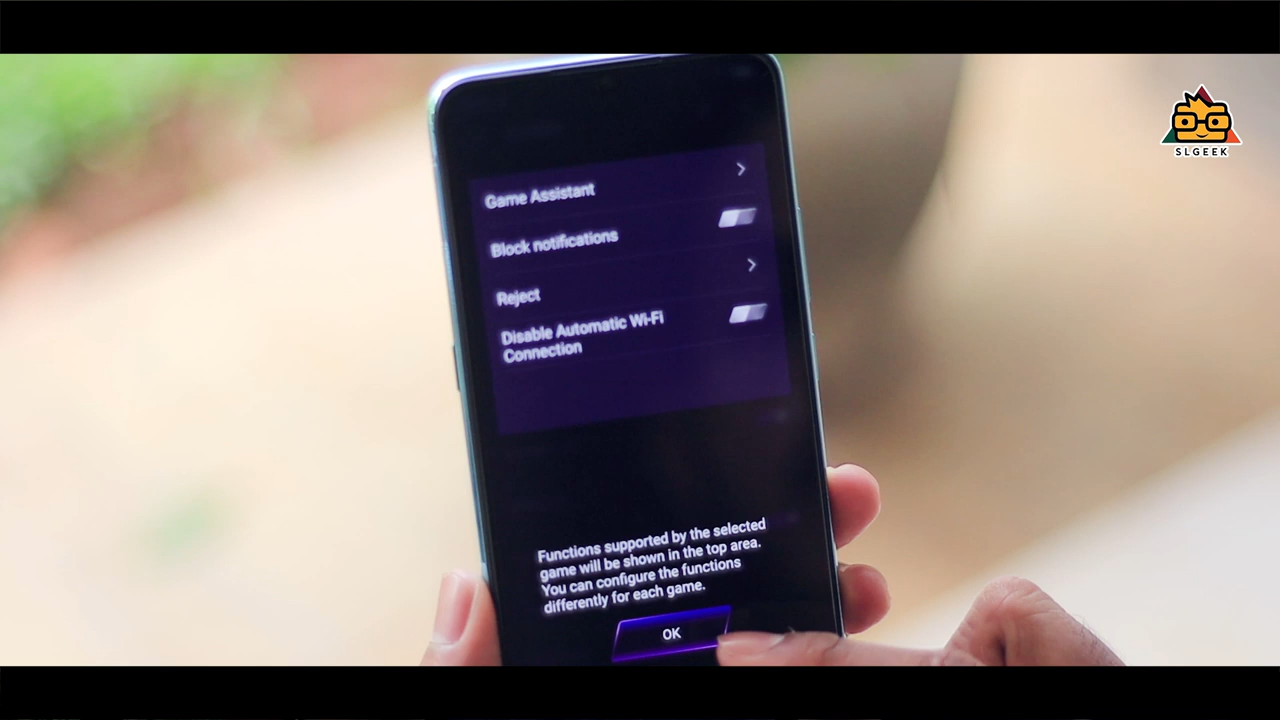 SLGEEK
Game Assistant
Block notifications
Reject
Disable Automatic Wi-Fi
Connection
Functions supported by the selected
game will be shown in the top area.
You can configure the functions
differently for each game.
OK